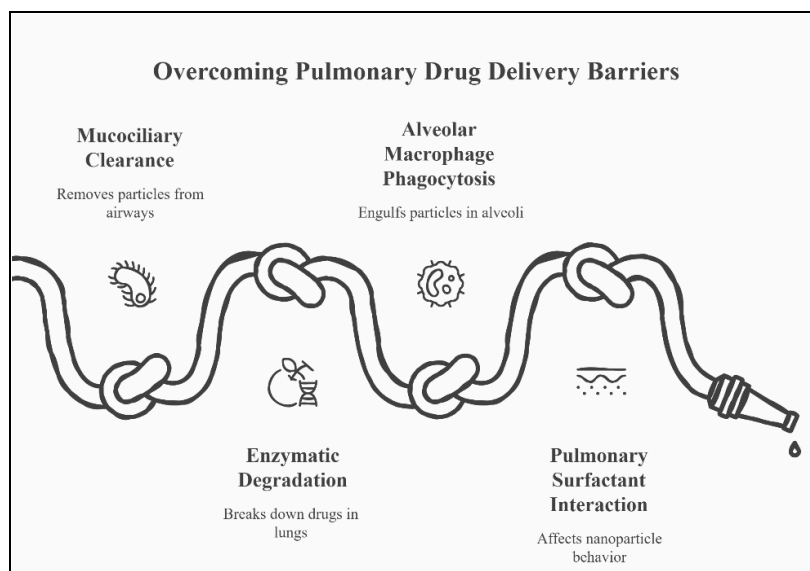 Overcoming Pulmonary Drug Delivery Barriers
Mucociliary
Clearance
Removes particles from
airways
Alveolar
Macrophage
Phagocytosis
Engulfs particles in alveoli
Enzymatic
Degradation
Breaks down drugs in
lungs
Pulmonary
Surfactant
Interaction
Affects nanoparticle
behavior